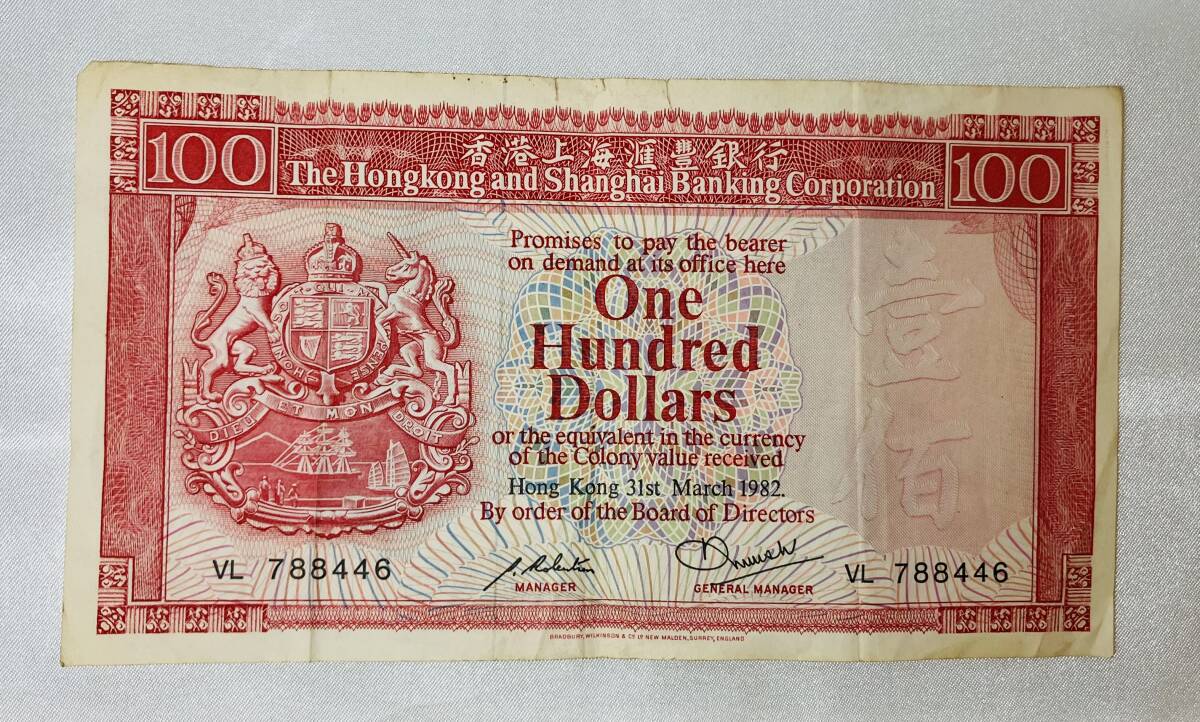 香港上海滙豐銀行
100 The Hongkong and Shanghai Banking Corporation 100
Promises to pay the bearer
on demand at its office here
One
Hundred
Dollars
or the equivalent in the currency
of the Colony value received
Hong Kong 31st March 1982.
By order of the Board of Directors
壹
佰
DIEU ET MON DROIT
VL 788446
MANAGER
GENERAL MANAGER
VL 788446
BRADBURY, WILKINSON & Cº Lº NEW MALDEN, SURREY, ENGLAND